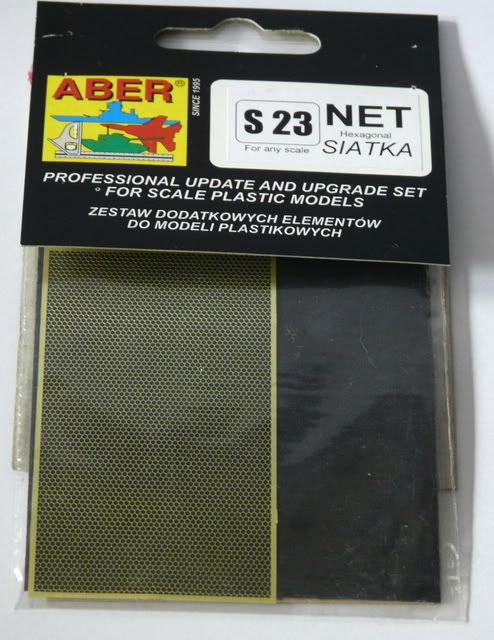 ABER®
SINCE 1995
S 23
For any scale
NET
Hexagonal
SIATKA
PROFESSIONAL UPDATE AND UPGRADE SET
° FOR SCALE PLASTIC MODELS
ZESTAW DODATKOWYCH ELEMENTÓW
DO MODELI PLASTIKOWYCH